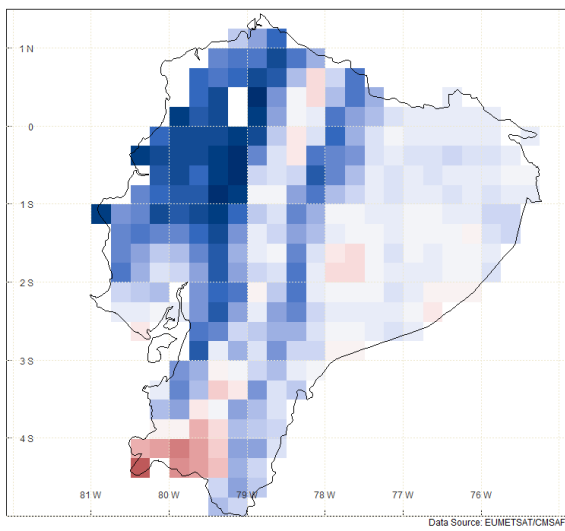 1 N
0
1 S
2 S
3 S
4 S
81 W 80 W 79 W 78 W 77 W 76 W
Data Source: EUMETSAT/CMSAF